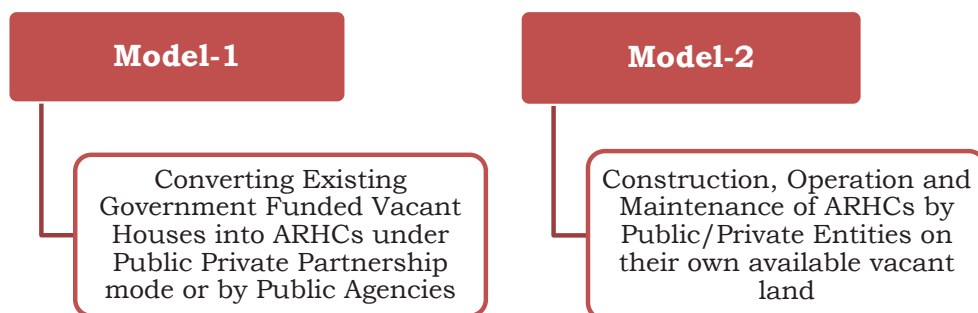 Model-1
Converting Existing
Government Funded Vacant
Houses into ARHCs under
Public Private Partnership
mode or by Public Agencies
Model-2
Construction, Operation and
Maintenance of ARHCs by
Public/Private Entities on
their own available vacant
land